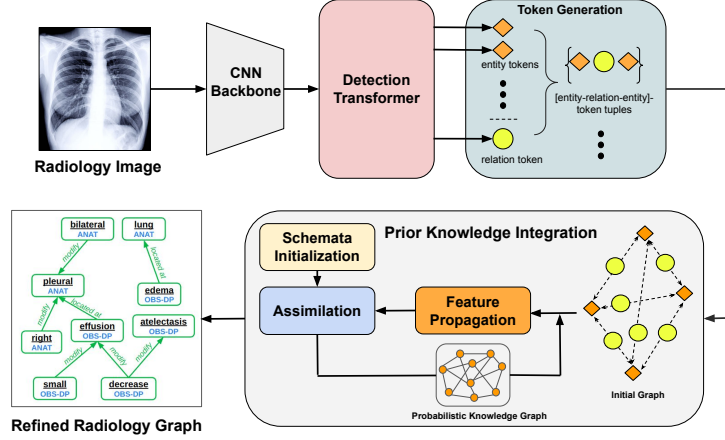 Radiology Image
CNN
Backbone
Detection
Transformer
Token Generation
entity tokens
relation token
[entity-relation-entity]-
token tuples
Prior Knowledge Integration
Schemata
Initialization
Assimilation
Feature
Propagation
Probabilistic Knowledge Graph
Initial Graph
bilateral
ANAT
lung
ANAT
modify
located at
pleural
ANAT
edema
OBS-DP
modify
located at
right
ANAT
effusion
OBS-DP
atelectasis
OBS-DP
modify
modify
modify
small
OBS-DP
decrease
OBS-DP
Refined Radiology Graph